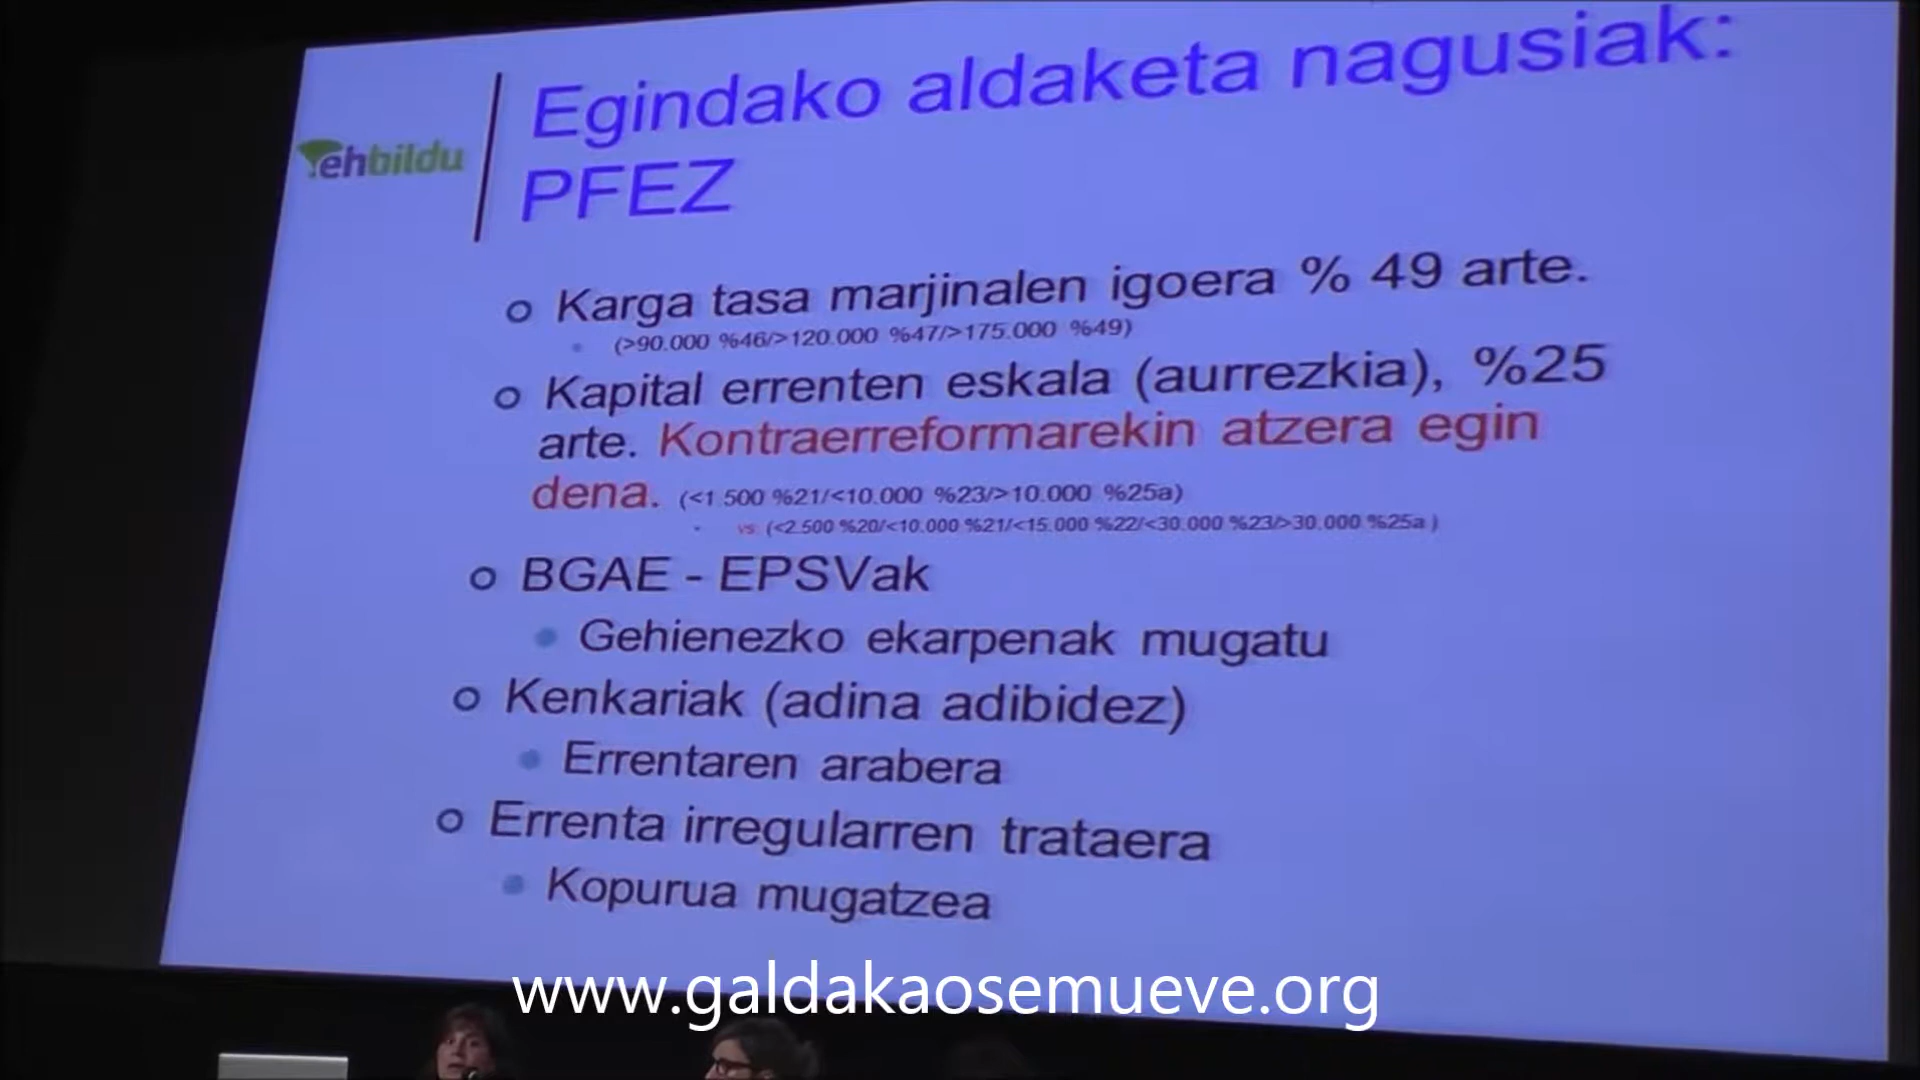 ehbildu
Egindako aldaketa nagusiak:
PFEZ
Karga tasa marjinalen igoera % 49 arte.
(>90.000 %46/>120.000 %47/>175.000 %49)
Kapital errenten eskala (aurrezkia), %25
arte. Kontraerreformarekin atzera egin
dena. (<1.500 %21/<10.000 %23/>10.000 %25a)
vs. (<2.500 %20/<10.000 %21/<15.000 %22/<30.000 %23/>30.000 %25a )
BGAE - EPSVak
Gehienezko ekarpenak mugatu
Kenkariak (adina adibidez)
Errentaren arabera
Errenta irregularren trataera
Kopurua mugatzea
www.galdakaosemueve.org